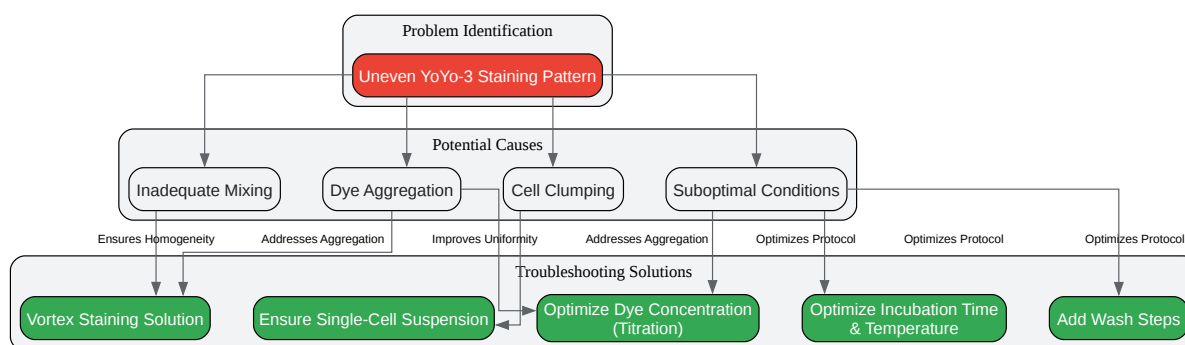 Problem Identification
Uneven YoYo-3 Staining Pattern
Potential Causes
Inadequate Mixing
Dye Aggregation
Cell Clumping
Suboptimal Conditions
Ensures Homogeneity
Addresses Aggregation
Improves Uniformity
Addresses Aggregation
Optimizes Protocol
Optimizes Protocol
Optimizes Protocol
Troubleshooting Solutions
Vortex Staining Solution
Ensure Single-Cell Suspension
Optimize Dye Concentration
(Titration)
Optimize Incubation Time
& Temperature
Add Wash Steps